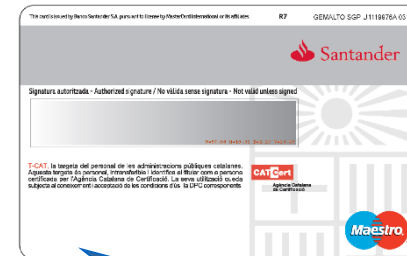 This card is issued by Banco Santander S.A. pursuant to license by MasterCard International or its affiliates R7 GEMALTO SGP J1119976A 03
Santander
Signatura autoritzada - Authorized signature / No vàlida sense signatura - Not valid unless signed
T-CAT, la targeta del personal de les administracions públiques catalanes.
Aquesta targeta és personal, intransferible i identifica el titular com a persona
certificada per l'Agència Catalana de Certificació. La seva utilització queda
subjecta al coneixement i acceptació de les condicions d'ús la DPC corresponents
CATCert
Agència Catalana
de Certificació
Maestro